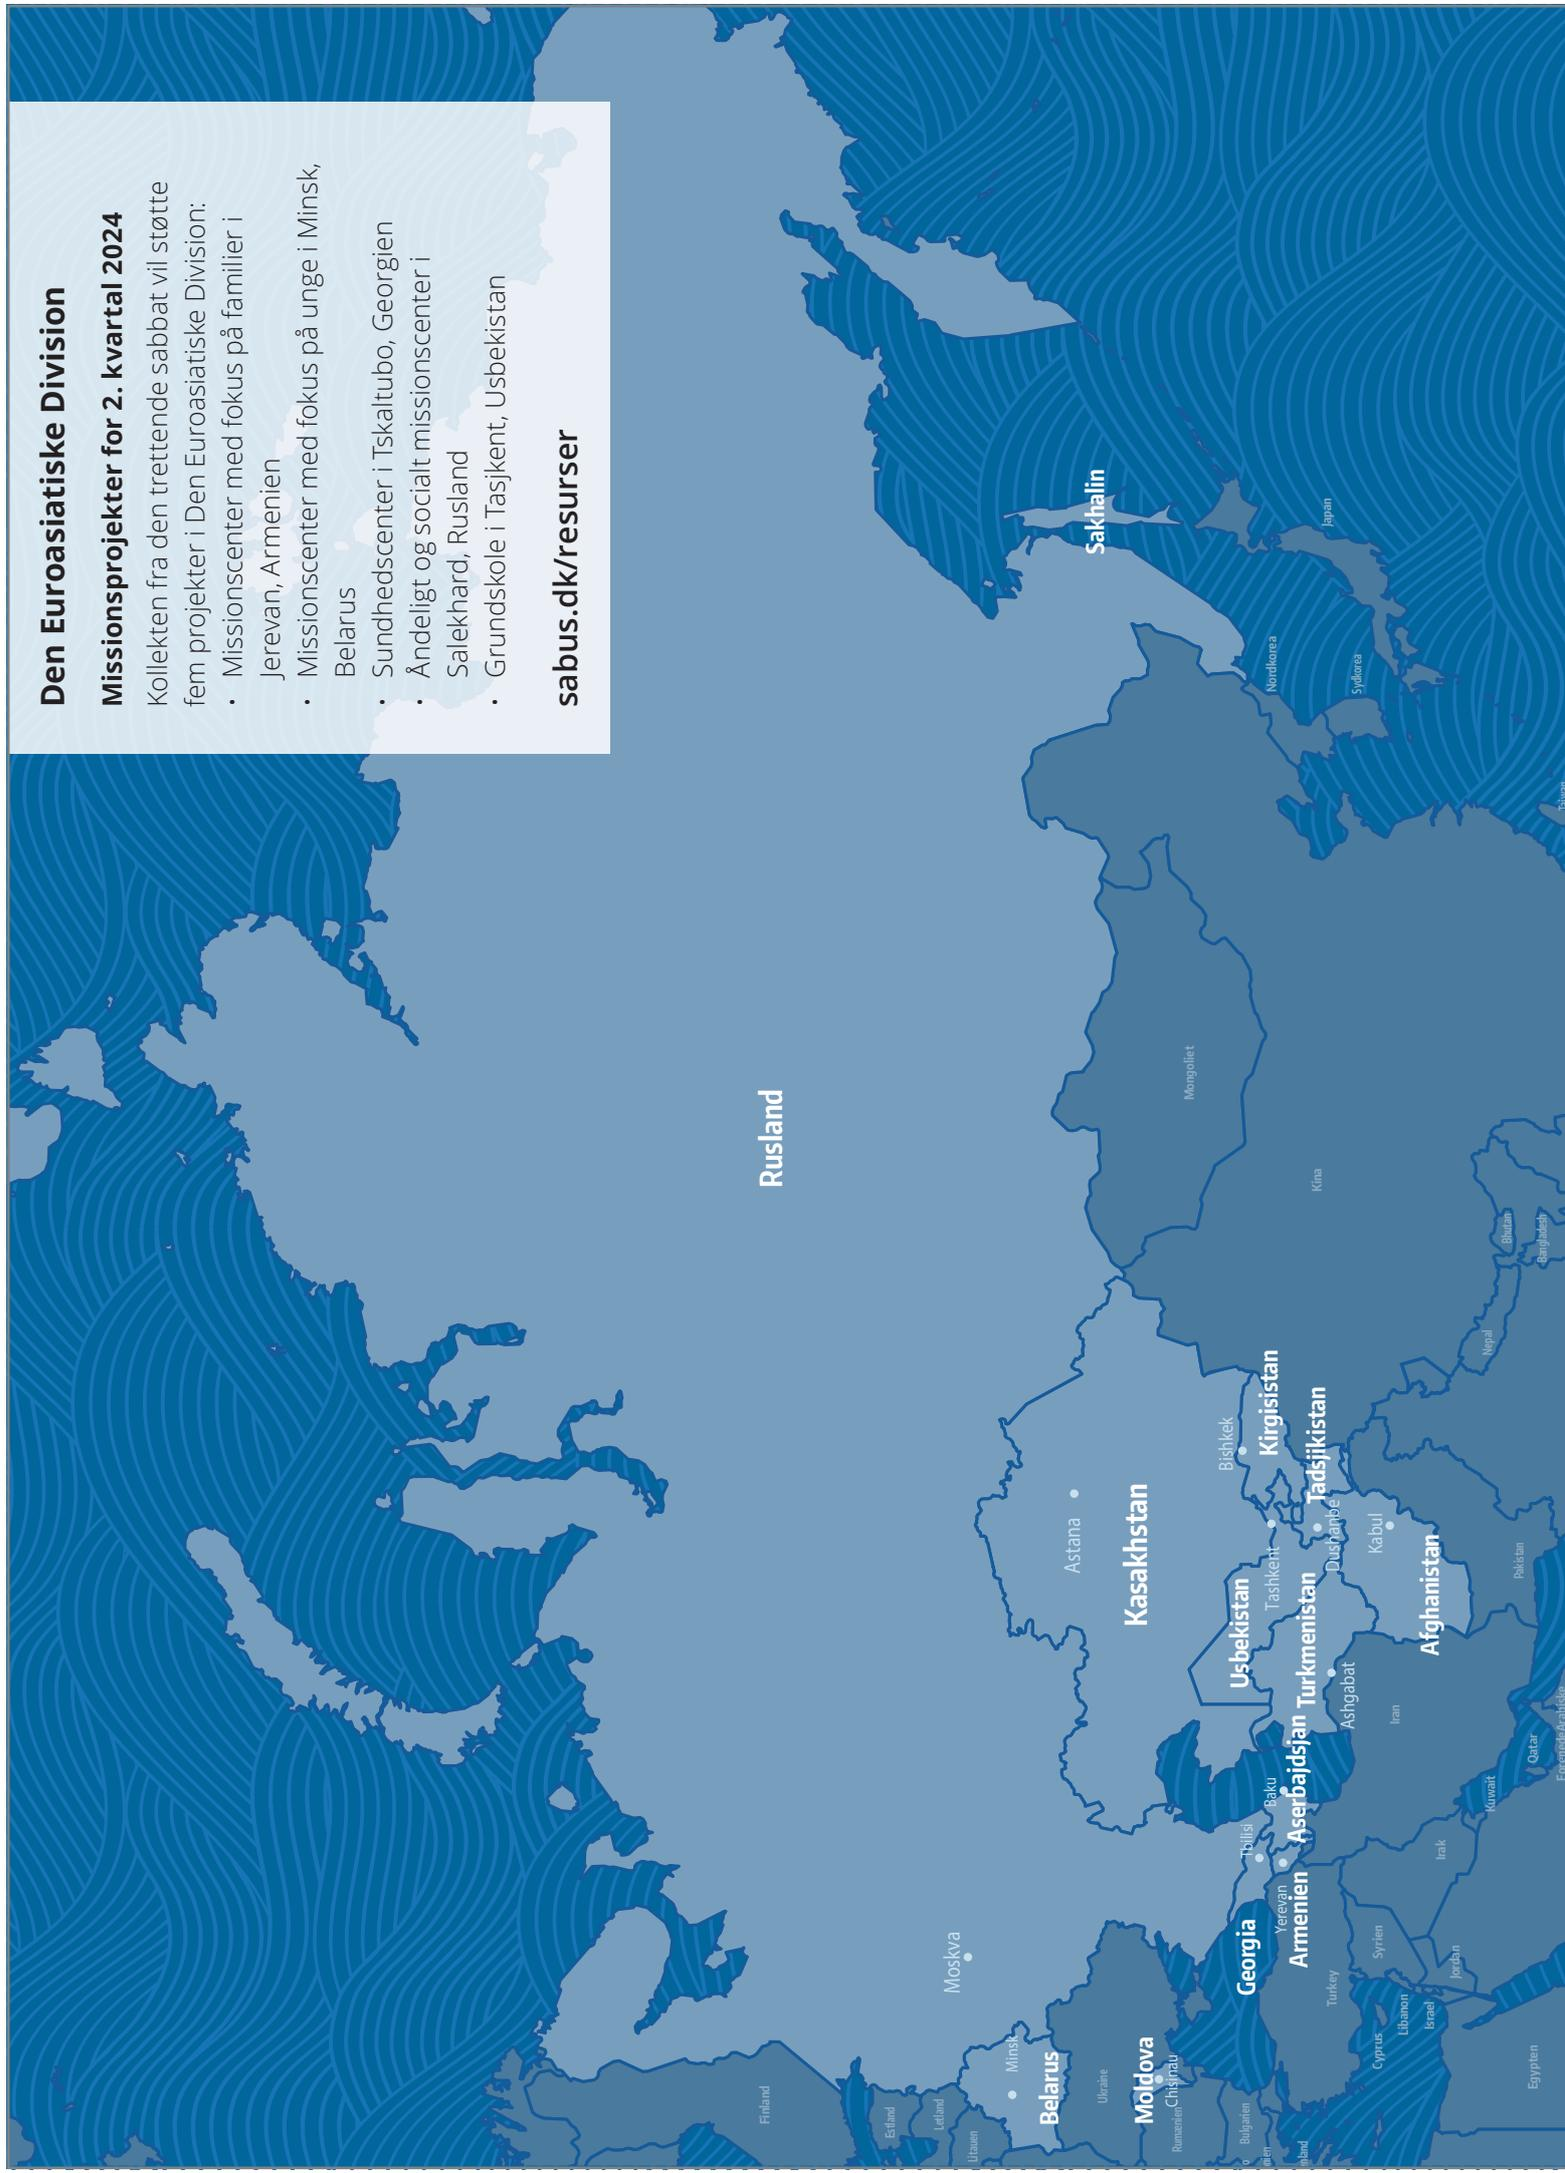 Den Euroasiatiske Division
Missionsprojekter for 2. kvartal 2024
Kollekten fra den trettende sabbat vil støtte
fem projekter i Den Euroasiatiske Division:
• Missionscenter med fokus på familier i
Jerevan, Armenien
• Missionscenter med fokus på unge i Minsk,
Belarus
• Sundhedscenter i Tskaltubo, Georgien
• Åndeligt og socialt missionscenter i
Salekhard, Rusland
• Grundskole i Tasjkent, Usbekistan
sabus.dk/resurser
Rusland
Finland
Estland
Letland
Litauen
Moskva
Minsk
Belarus
Ukraine
Moldova
Chisinau
Rumænien
Bulgarien
Georgia
Tbilisi
Yerevan
Armenien
Baku
Aserbajdsjan
Turkey
Cyprus
Syrien
Libanon
Israel
Jordan
Irak
Egypten
Kuwait
Qatar
Iran
Astana
Kasakhstan
Usbekistan
Tashkent
Turkmenistan
Ashgabat
Bishkek
Kirgisistan
Tadsjikistan
Dushanbe
Kabul
Afghanistan
Pakistan
Nepal
Bhutan
Bangladesh
Kina
Mongoliet
Sakhalin
Nordkorea
Sydkorea
Japan